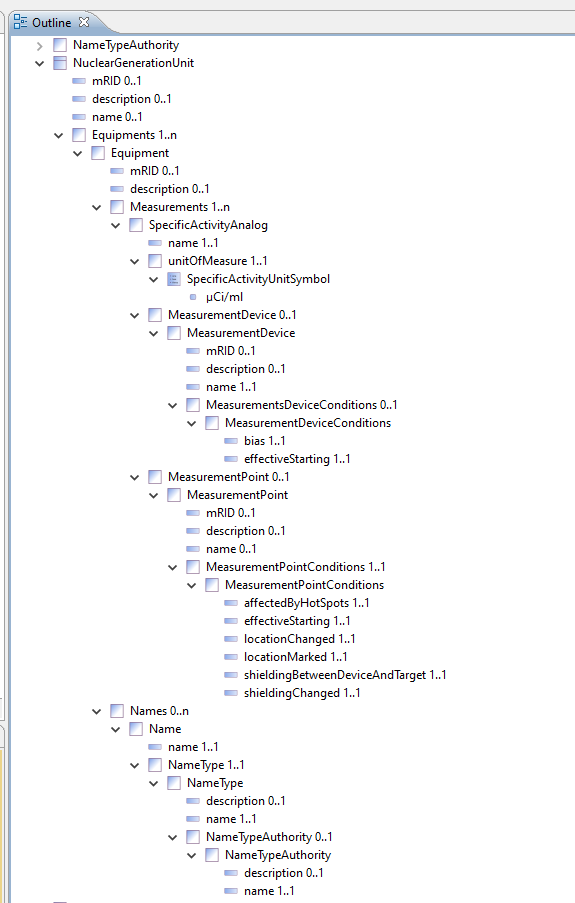 Outline
NameTypeAuthority
NuclearGenerationUnit
mRID 0..1
description 0..1
name 0..1
Equipments 1..n
Equipment
mRID 0..1
description 0..1
Measurements 1..n
SpecificActivityAnalog
name 1..1
unitOfMeasure 1..1
SpecificActivityUnitSymbol
µCi/ml
MeasurementDevice 0..1
MeasurementDevice
mRID 0..1
description 0..1
name 1..1
MeasurementsDeviceConditions 0..1
MeasurementDeviceConditions
bias 1..1
effectiveStarting 1..1
MeasurementPoint 0..1
MeasurementPoint
mRID 0..1
description 0..1
name 0..1
MeasurementPointConditions 1..1
MeasurementPointConditions
affectedByHotSpots 1..1
effectiveStarting 1..1
locationChanged 1..1
locationMarked 1..1
shieldingBetweenDeviceAndTarget 1..1
shieldingChanged 1..1
Names 0..n
Name
name 1..1
NameType 1..1
NameType
description 0..1
name 1..1
NameTypeAuthority 0..1
NameTypeAuthority
description 0..1
name 1..1